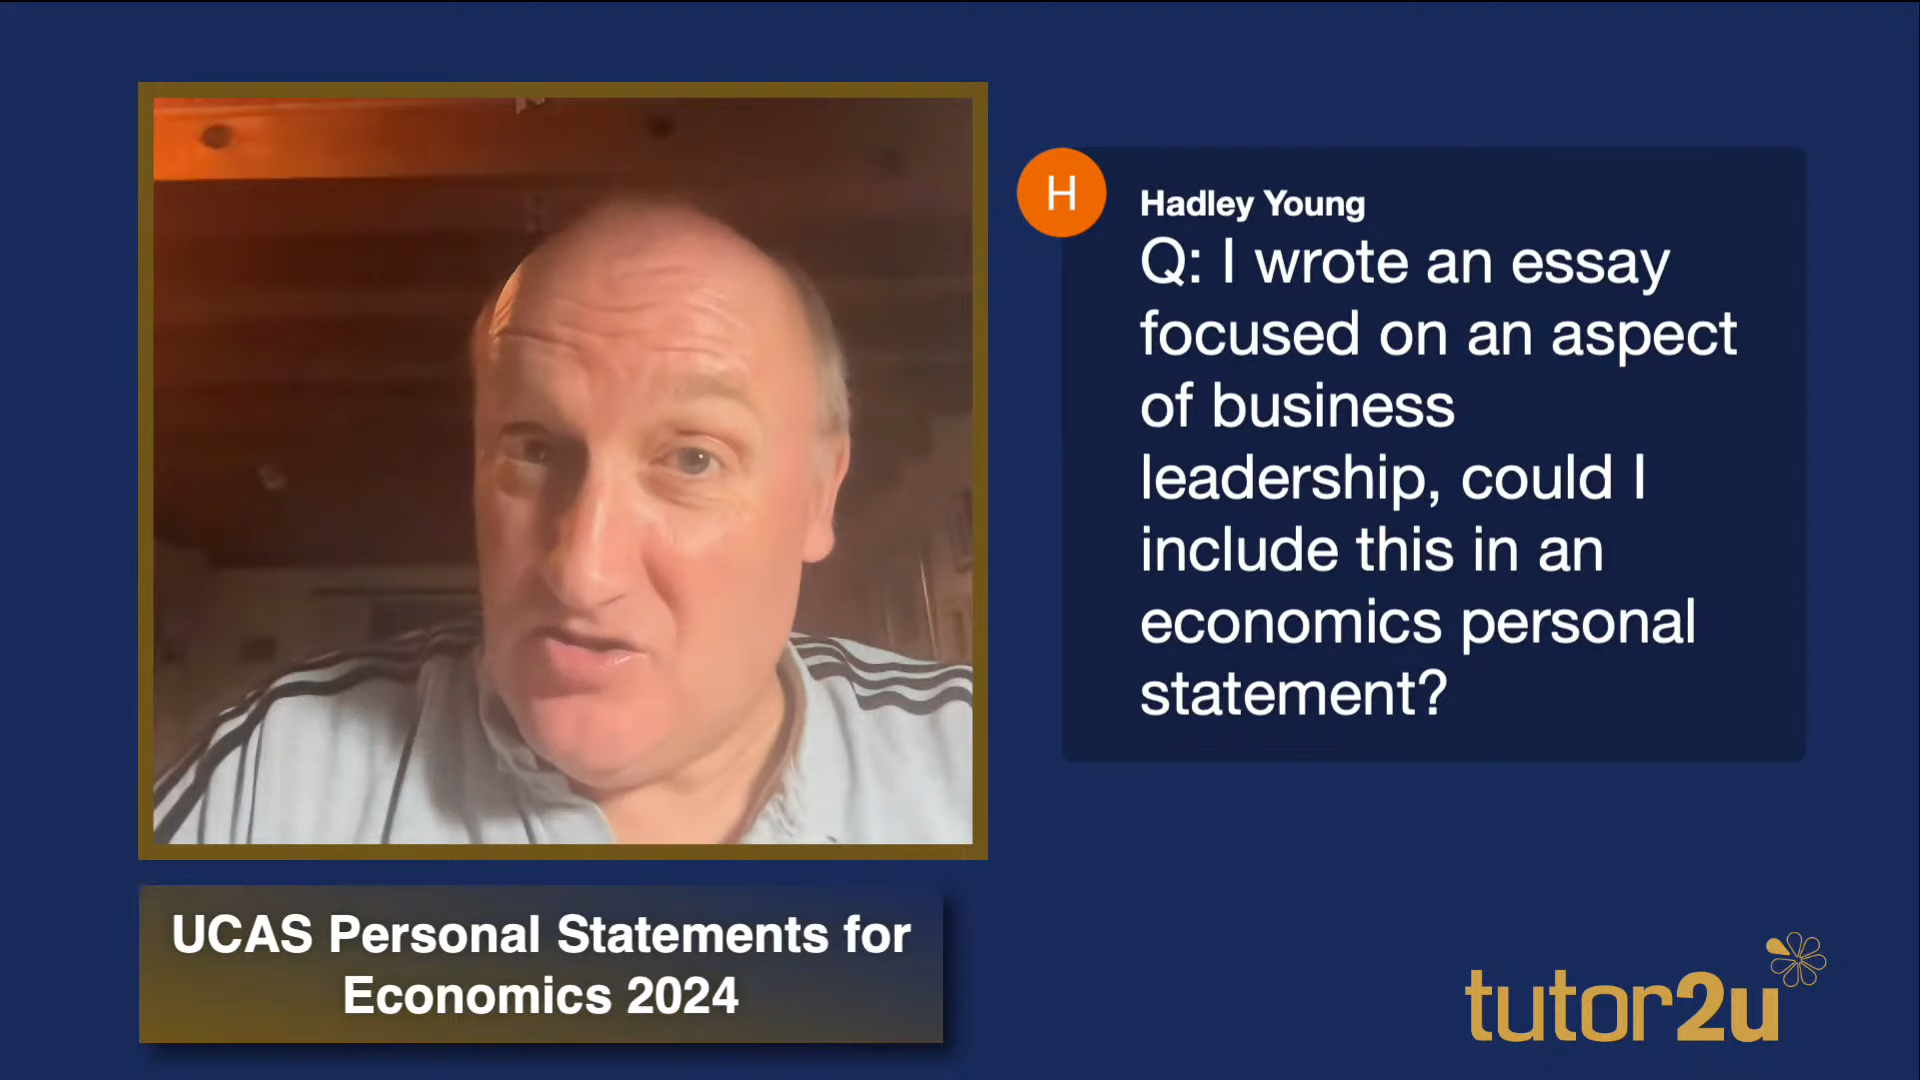 H
Hadley Young
Q: I wrote an essay
focused on an aspect
of business
leadership, could I
include this in an
economics personal
statement?
UCAS Personal Statements for
Economics 2024
tutor2u